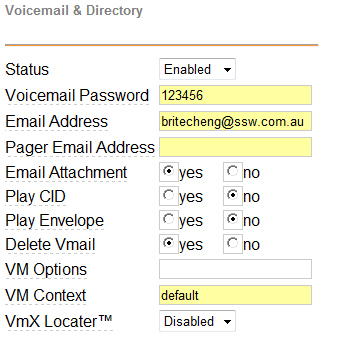 Voicemail & Directory
Status Enabled
Voicemail Password 123456
Email Address britecheng@ssw.com.au
Pager Email Address
Email Attachment yes no
Play CID yes no
Play Envelope yes no
Delete Vmail yes no
VM Options
VM Context default
VmX Locater™ Disabled